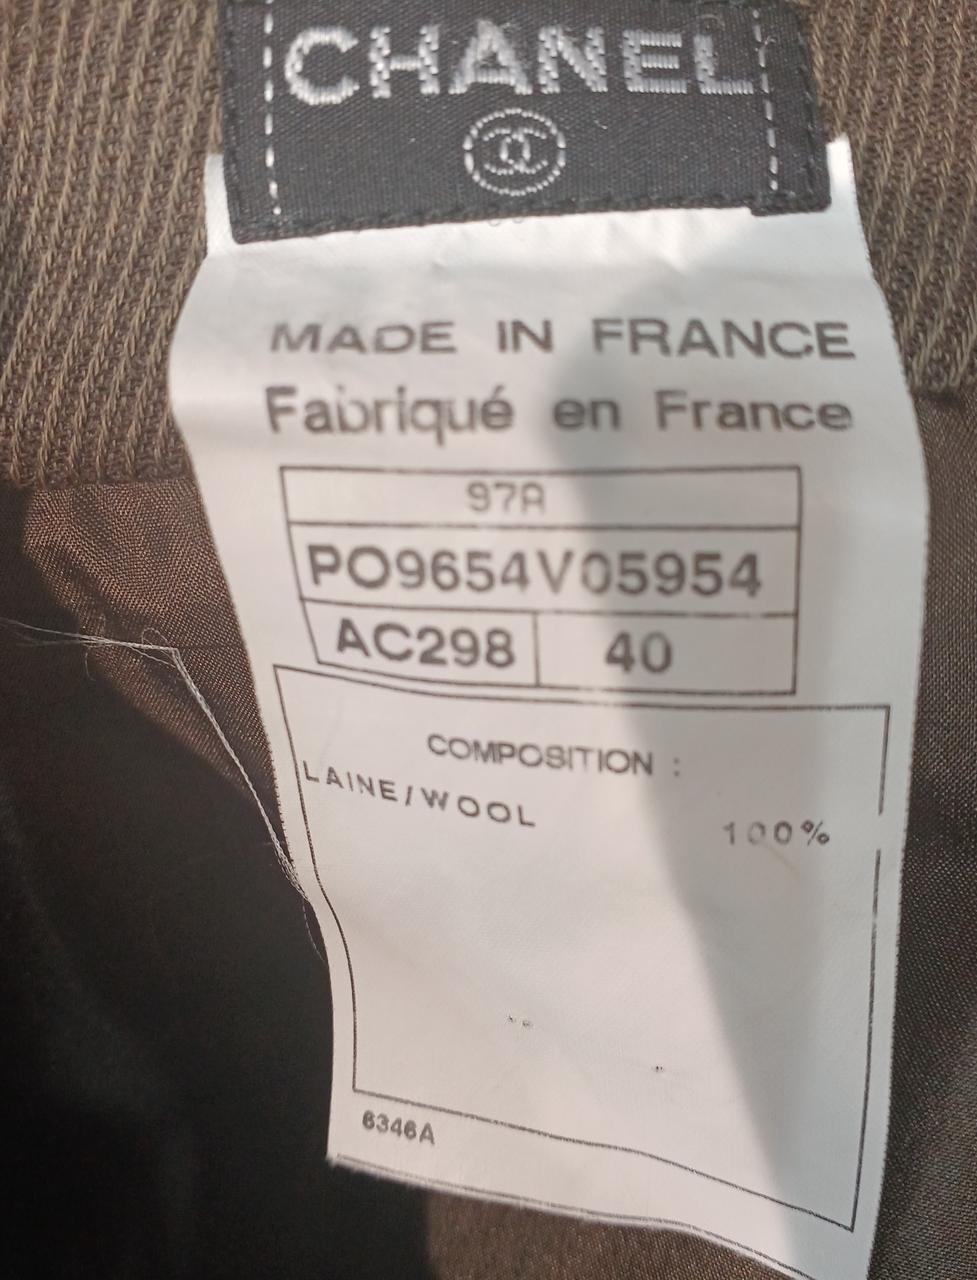 CHANEL
MADE IN FRANCE
Fabriqué en France
97A
PO9654V05954
AC298 40
COMPOSITION :
LAINE/WOOL 100%
6346A